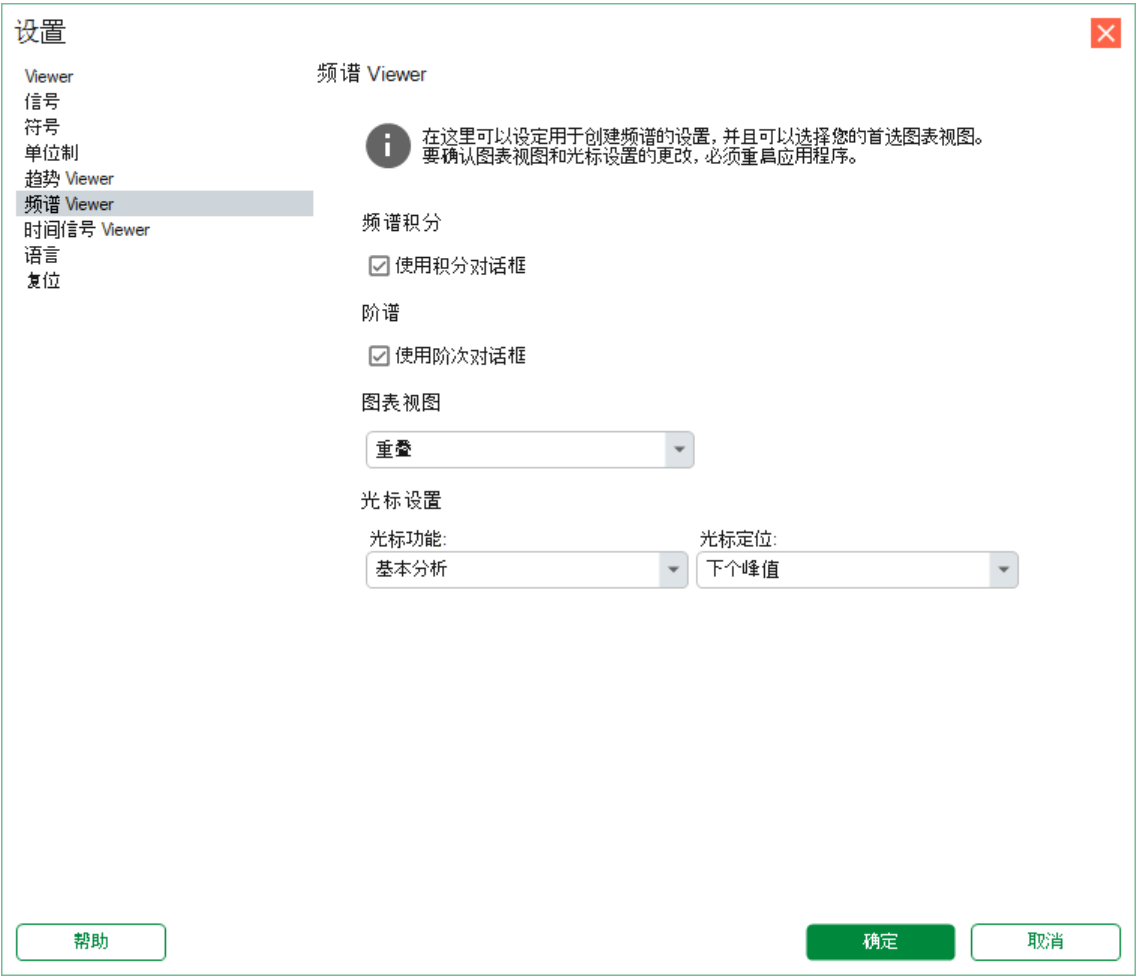 设置
Viewer
信号
符号
单位制
趋势 Viewer
频谱 Viewer
时间信号 Viewer
语言
复位
频谱 Viewer
在这里可以设定用于创建频谱的设置, 并且可以选择您的首选图表视图。
要确认图表视图和光标设置的更改, 必须重启应用程序。
频谱积分
使用积分对话框
阶谱
使用阶次对话框
图表视图
重叠
光标设置
光标功能: 光标定位:
基本分析 下个峰值
帮助 确定 取消